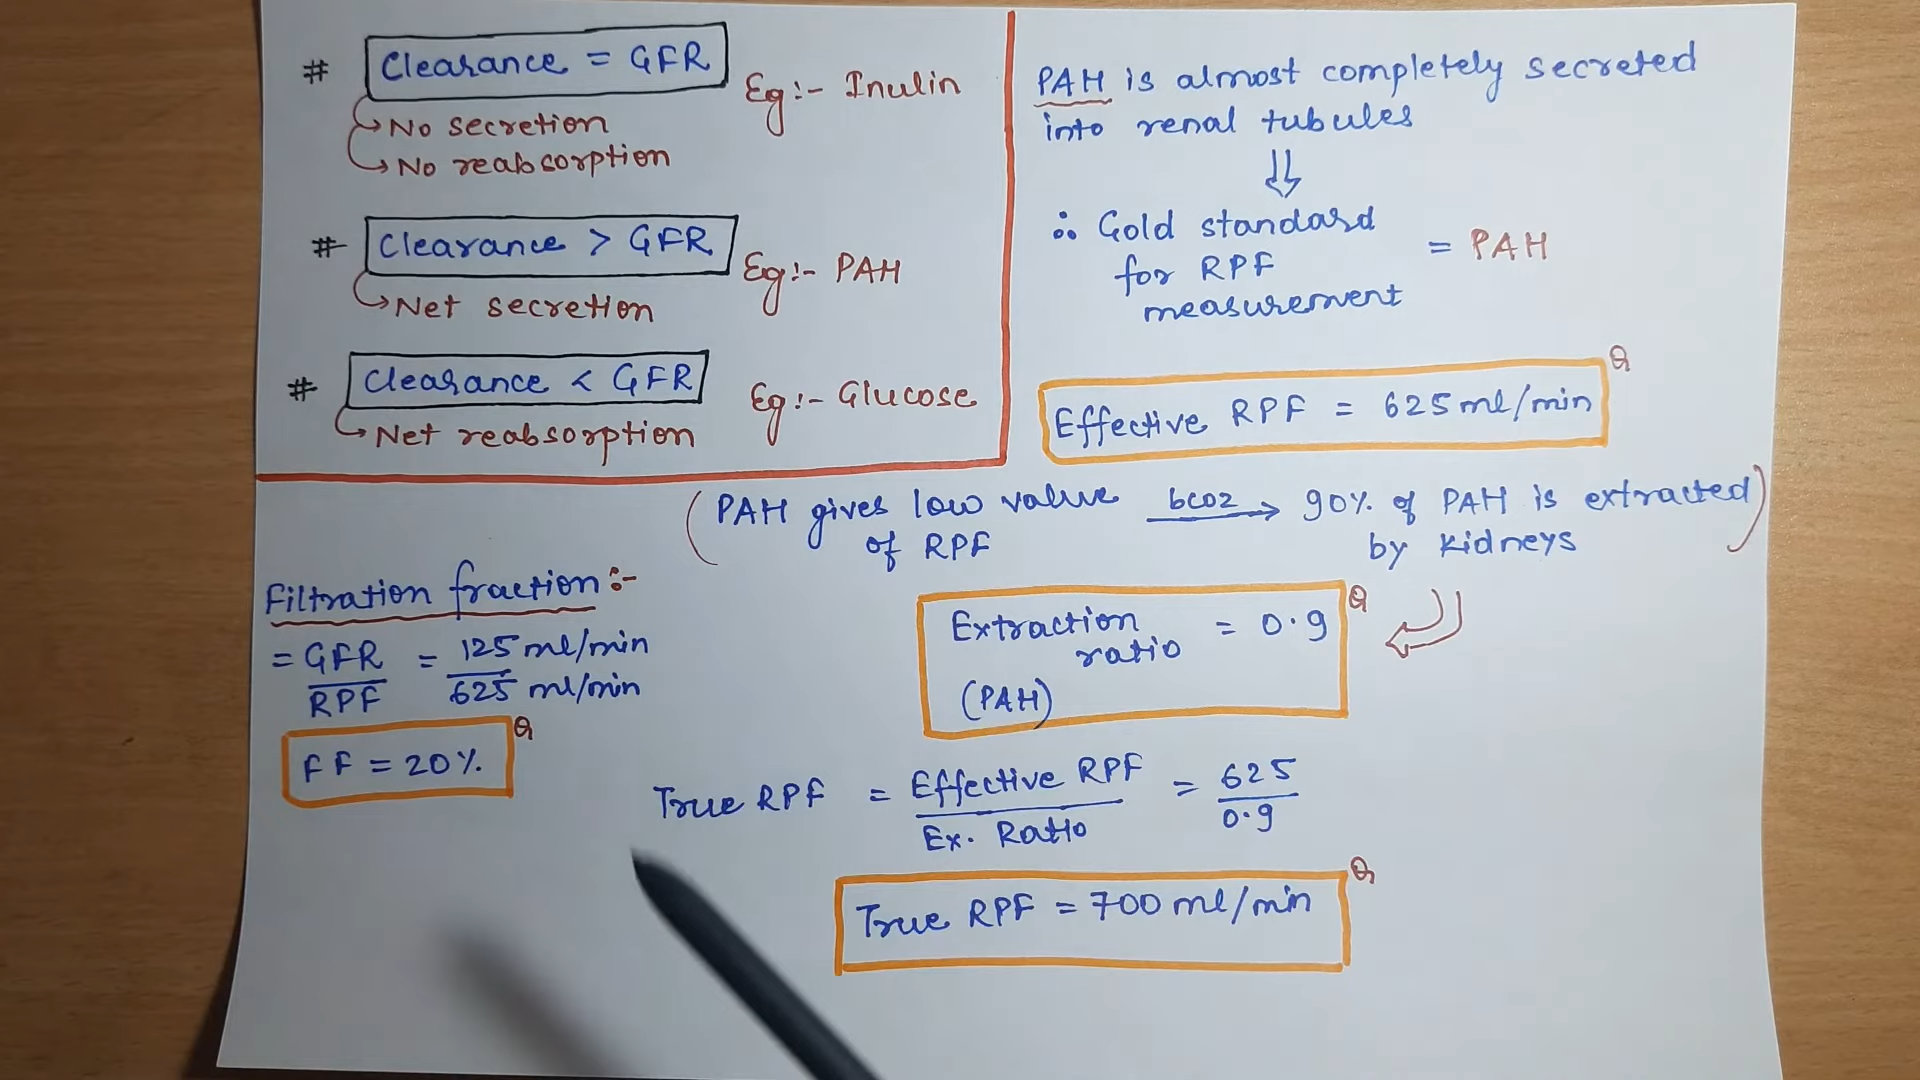 # Clearance = GFR
Eg:- Inulin
↳ No secretion
↳ No reabsorption
# Clearance > GFR
Eg:- PAH
↳ Net secretion
# Clearance < GFR
Eg:- Glucose
↳ Net reabsorption
PAH is almost completely secreted
into renal tubules
⇓
∴ Gold standard
for RPF
measurement
= PAH
Effective RPF = 625 ml/min
Q
(PAH gives low value
of RPF
bcoz →
90% of PAH is extracted)
by kidneys
Filtration fraction :-
= GFR / RPF = 125 ml/min / 625 ml/min
FF = 20%
Q
Extraction
ratio
= 0.9
(PAH)
Q
True RPF = Effective RPF / Ex. Ratio = 625 / 0.9
True RPF = 700 ml/min
Q